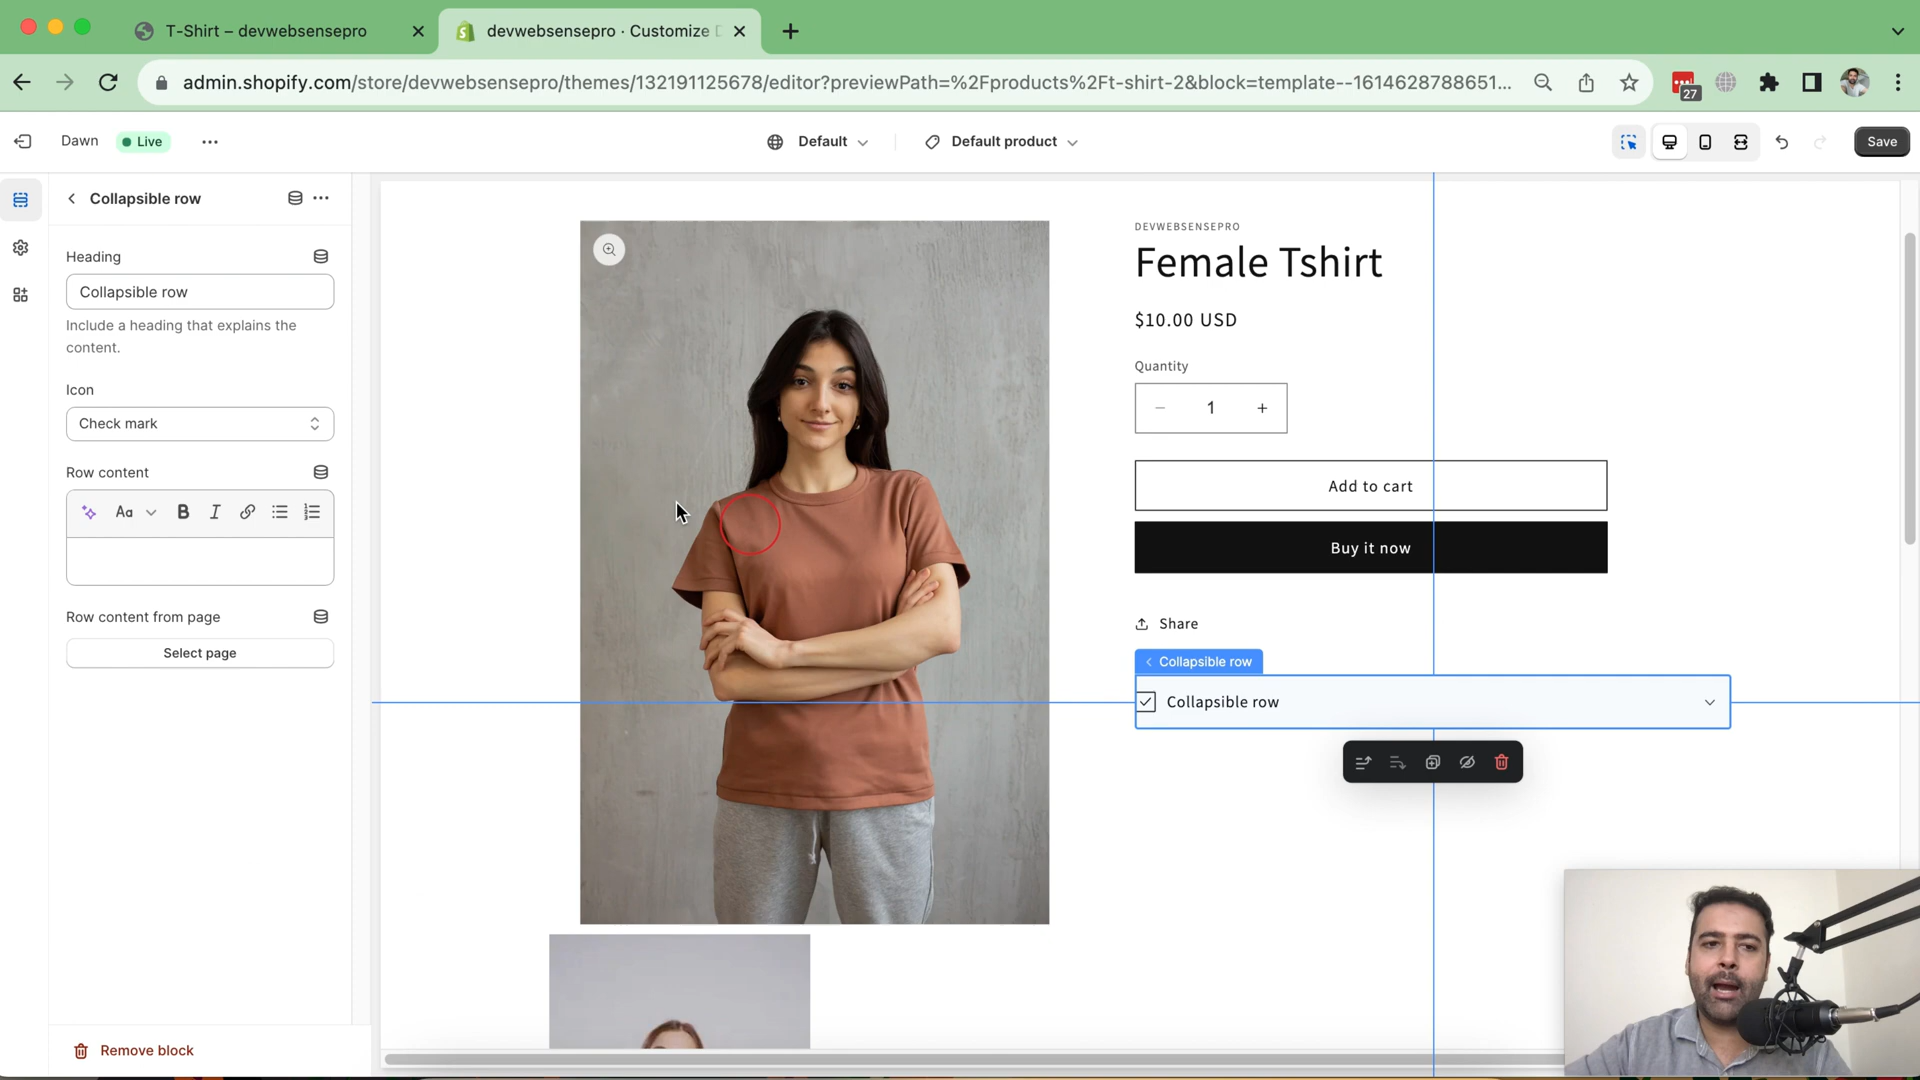 T-Shirt – devwebsensepro
devwebsensepro · Customize D
admin.shopify.com/store/devwebsensepro/themes/132191125678/editor?previewPath=%2Fproducts%2Ft-shirt-2&block=template--1614628788651...
27
Dawn
Live
Default
Default product
Save
Collapsible row
Heading
Collapsible row
Include a heading that explains the
content.
Icon
Check mark
Row content
Aa
B
I
Row content from page
Select page
Remove block
DEVWEBSENSEPRO
Female Tshirt
$10.00 USD
Quantity
1
Add to cart
Buy it now
Share
Collapsible row
Collapsible row